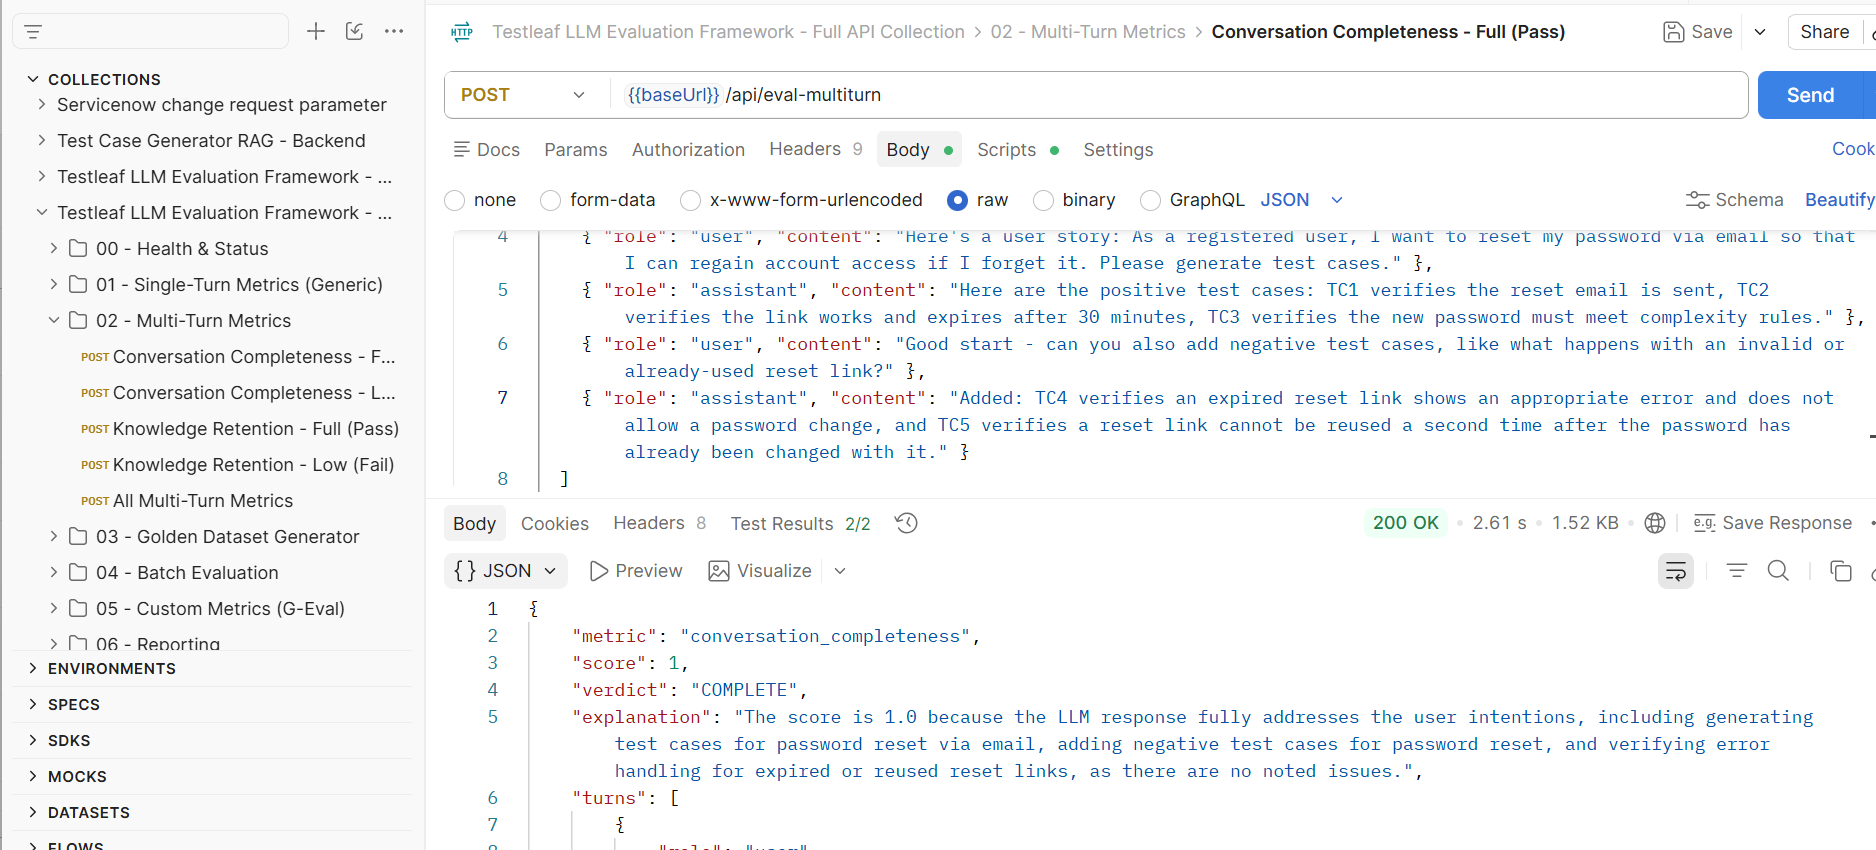 HTTP Testleaf LLM Evaluation Framework - Full API Collection > 02 - Multi-Turn Metrics > Conversation Completeness - Full (Pass) Save Share
COLLECTIONS
Servicenow change request parameter
Test Case Generator RAG - Backend
Testleaf LLM Evaluation Framework - ...
Testleaf LLM Evaluation Framework - ...
00 - Health & Status
01 - Single-Turn Metrics (Generic)
02 - Multi-Turn Metrics
POST Conversation Completeness - F...
POST Conversation Completeness - L...
POST Knowledge Retention - Full (Pass)
POST Knowledge Retention - Low (Fail)
POST All Multi-Turn Metrics
03 - Golden Dataset Generator
04 - Batch Evaluation
05 - Custom Metrics (G-Eval)
06 - Reporting
ENVIRONMENTS
SPECS
SDKS
MOCKS
DATASETS
FLOWS
POST {{baseUrl}} /api/eval-multiturn Send
Docs Params Authorization Headers 9 Body Scripts Settings Cook
none form-data x-www-form-urlencoded raw binary GraphQL JSON Schema Beautify
4 { "role": "user", "content": "Here's a user story: As a registered user, I want to reset my password via email so that
I can regain account access if I forget it. Please generate test cases." },
5 { "role": "assistant", "content": "Here are the positive test cases: TC1 verifies the reset email is sent, TC2
verifies the link works and expires after 30 minutes, TC3 verifies the new password must meet complexity rules." },
6 { "role": "user", "content": "Good start - can you also add negative test cases, like what happens with an invalid or
already-used reset link?" },
7 { "role": "assistant", "content": "Added: TC4 verifies an expired reset link shows an appropriate error and does not
allow a password change, and TC5 verifies a reset link cannot be reused a second time after the password has
already been changed with it." }
8 ]
Body Cookies Headers 8 Test Results 2/2 200 OK 2.61 s 1.52 KB e.g. Save Response
{} JSON Preview Visualize
1 {
2 "metric": "conversation_completeness",
3 "score": 1,
4 "verdict": "COMPLETE",
5 "explanation": "The score is 1.0 because the LLM response fully addresses the user intentions, including generating
test cases for password reset via email, adding negative test cases for password reset, and verifying error
handling for expired or reused reset links, as there are no noted issues.",
6 "turns": [
7 {
8 "role": "user"